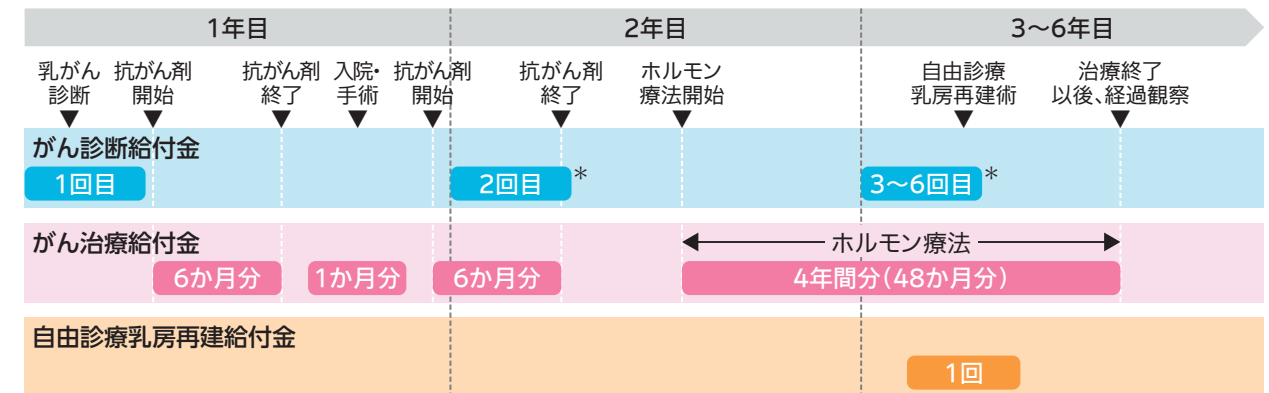 1年目
2年目
3～6年目
乳がん
診断
抗がん剤
開始
抗がん剤
終了
入院・
手術
抗がん剤
開始
抗がん剤
終了
ホルモン
療法開始
自由診療
乳房再建術
治療終了
以後、経過観察
がん診断給付金
1回目
2回目＊
3～6回目＊
がん治療給付金
ホルモン療法
6か月分
1か月分
6か月分
4年間分（48か月分）
自由診療乳房再建給付金
1回